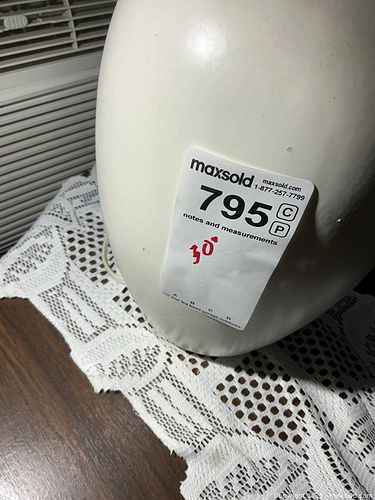 maxsold
maxsold.com
1-877-257-7799
795 C
P
notes and measurements
30"